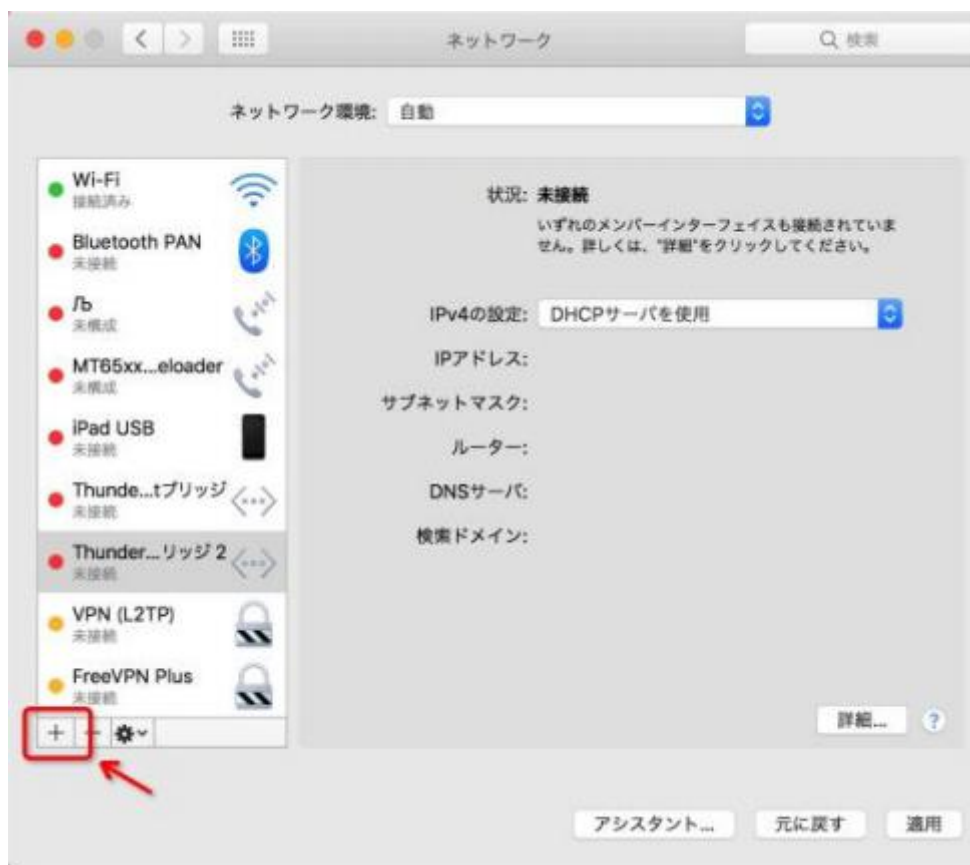 ネットワーク
検索
ネットワーク環境: 自動
Wi-Fi
接続済み
Bluetooth PAN
未接続
Љ
未構成
MT65xx...eloader
未構成
iPad USB
未接続
Thunde...tブリッジ
未接続
Thunder...リッジ 2
未接続
VPN (L2TP)
未接続
FreeVPN Plus
未接続
状況: 未接続
いずれのメンバーインターフェイスも接続されていま
せん。詳しくは、"詳細"をクリックしてください。
IPv4の設定: DHCPサーバを使用
IPアドレス:
サブネットマスク:
ルーター:
DNSサーバ:
検索ドメイン:
詳細... ?
アシスタント... 元に戻す 適用